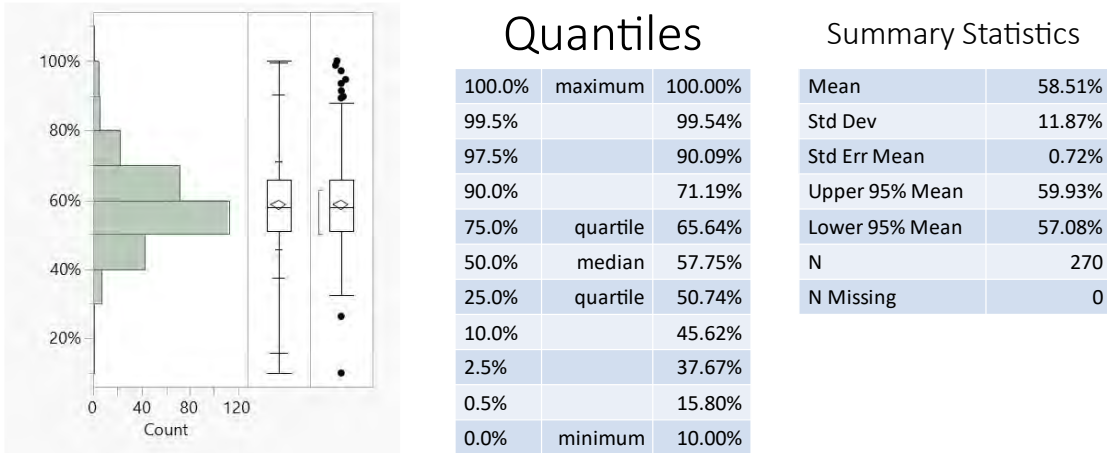 100%
80%
60%
40%
20%
0 40 80 120
Count
Quantiles
100.0% maximum 100.00%
99.5% 99.54%
97.5% 90.09%
90.0% 71.19%
75.0% quartile 65.64%
50.0% median 57.75%
25.0% quartile 50.74%
10.0% 45.62%
2.5% 37.67%
0.5% 15.80%
0.0% minimum 10.00%
Summary Statistics
Mean 58.51%
Std Dev 11.87%
Std Err Mean 0.72%
Upper 95% Mean 59.93%
Lower 95% Mean 57.08%
N 270
N Missing 0